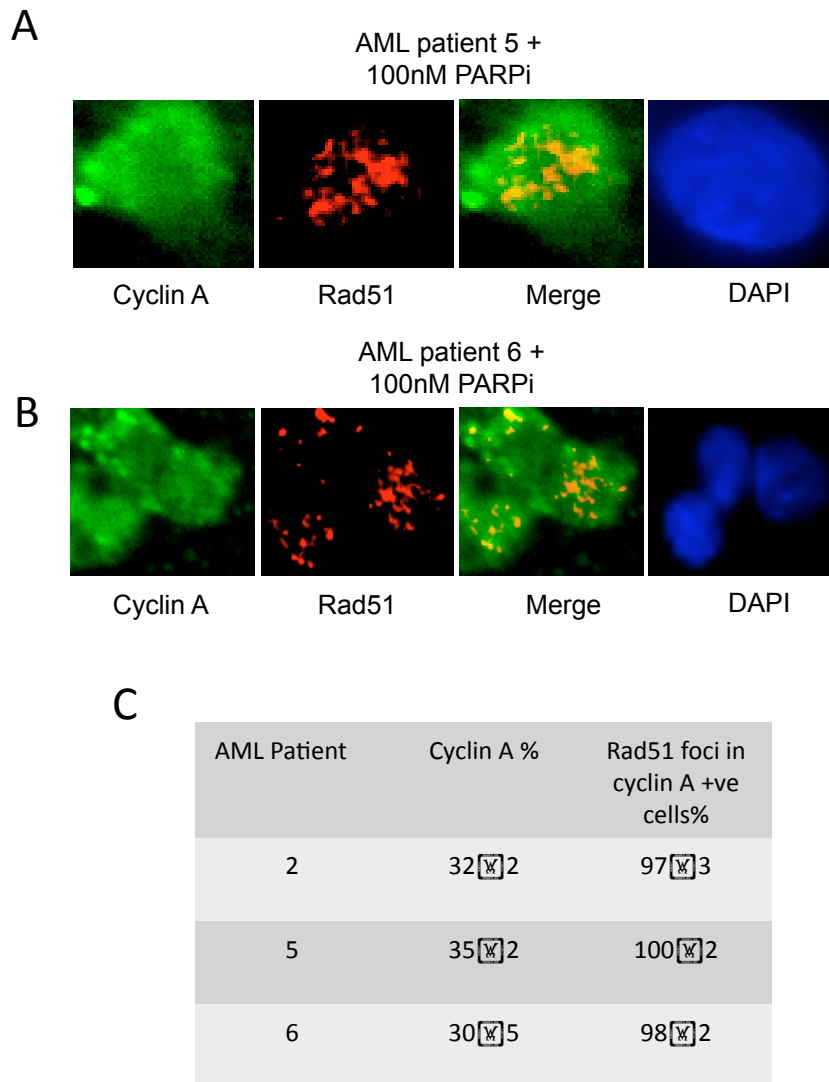 A
AML patient 5 +
100nM PARPi
Cyclin A Rad51 Merge DAPI
AML patient 6 +
100nM PARPi
B
Cyclin A Rad51 Merge DAPI
C
AML Patient Cyclin A % Rad51 foci in
cyclin A +ve
cells%
2 32 2 97 3
5 35 2 100 2
6 30 5 98 2